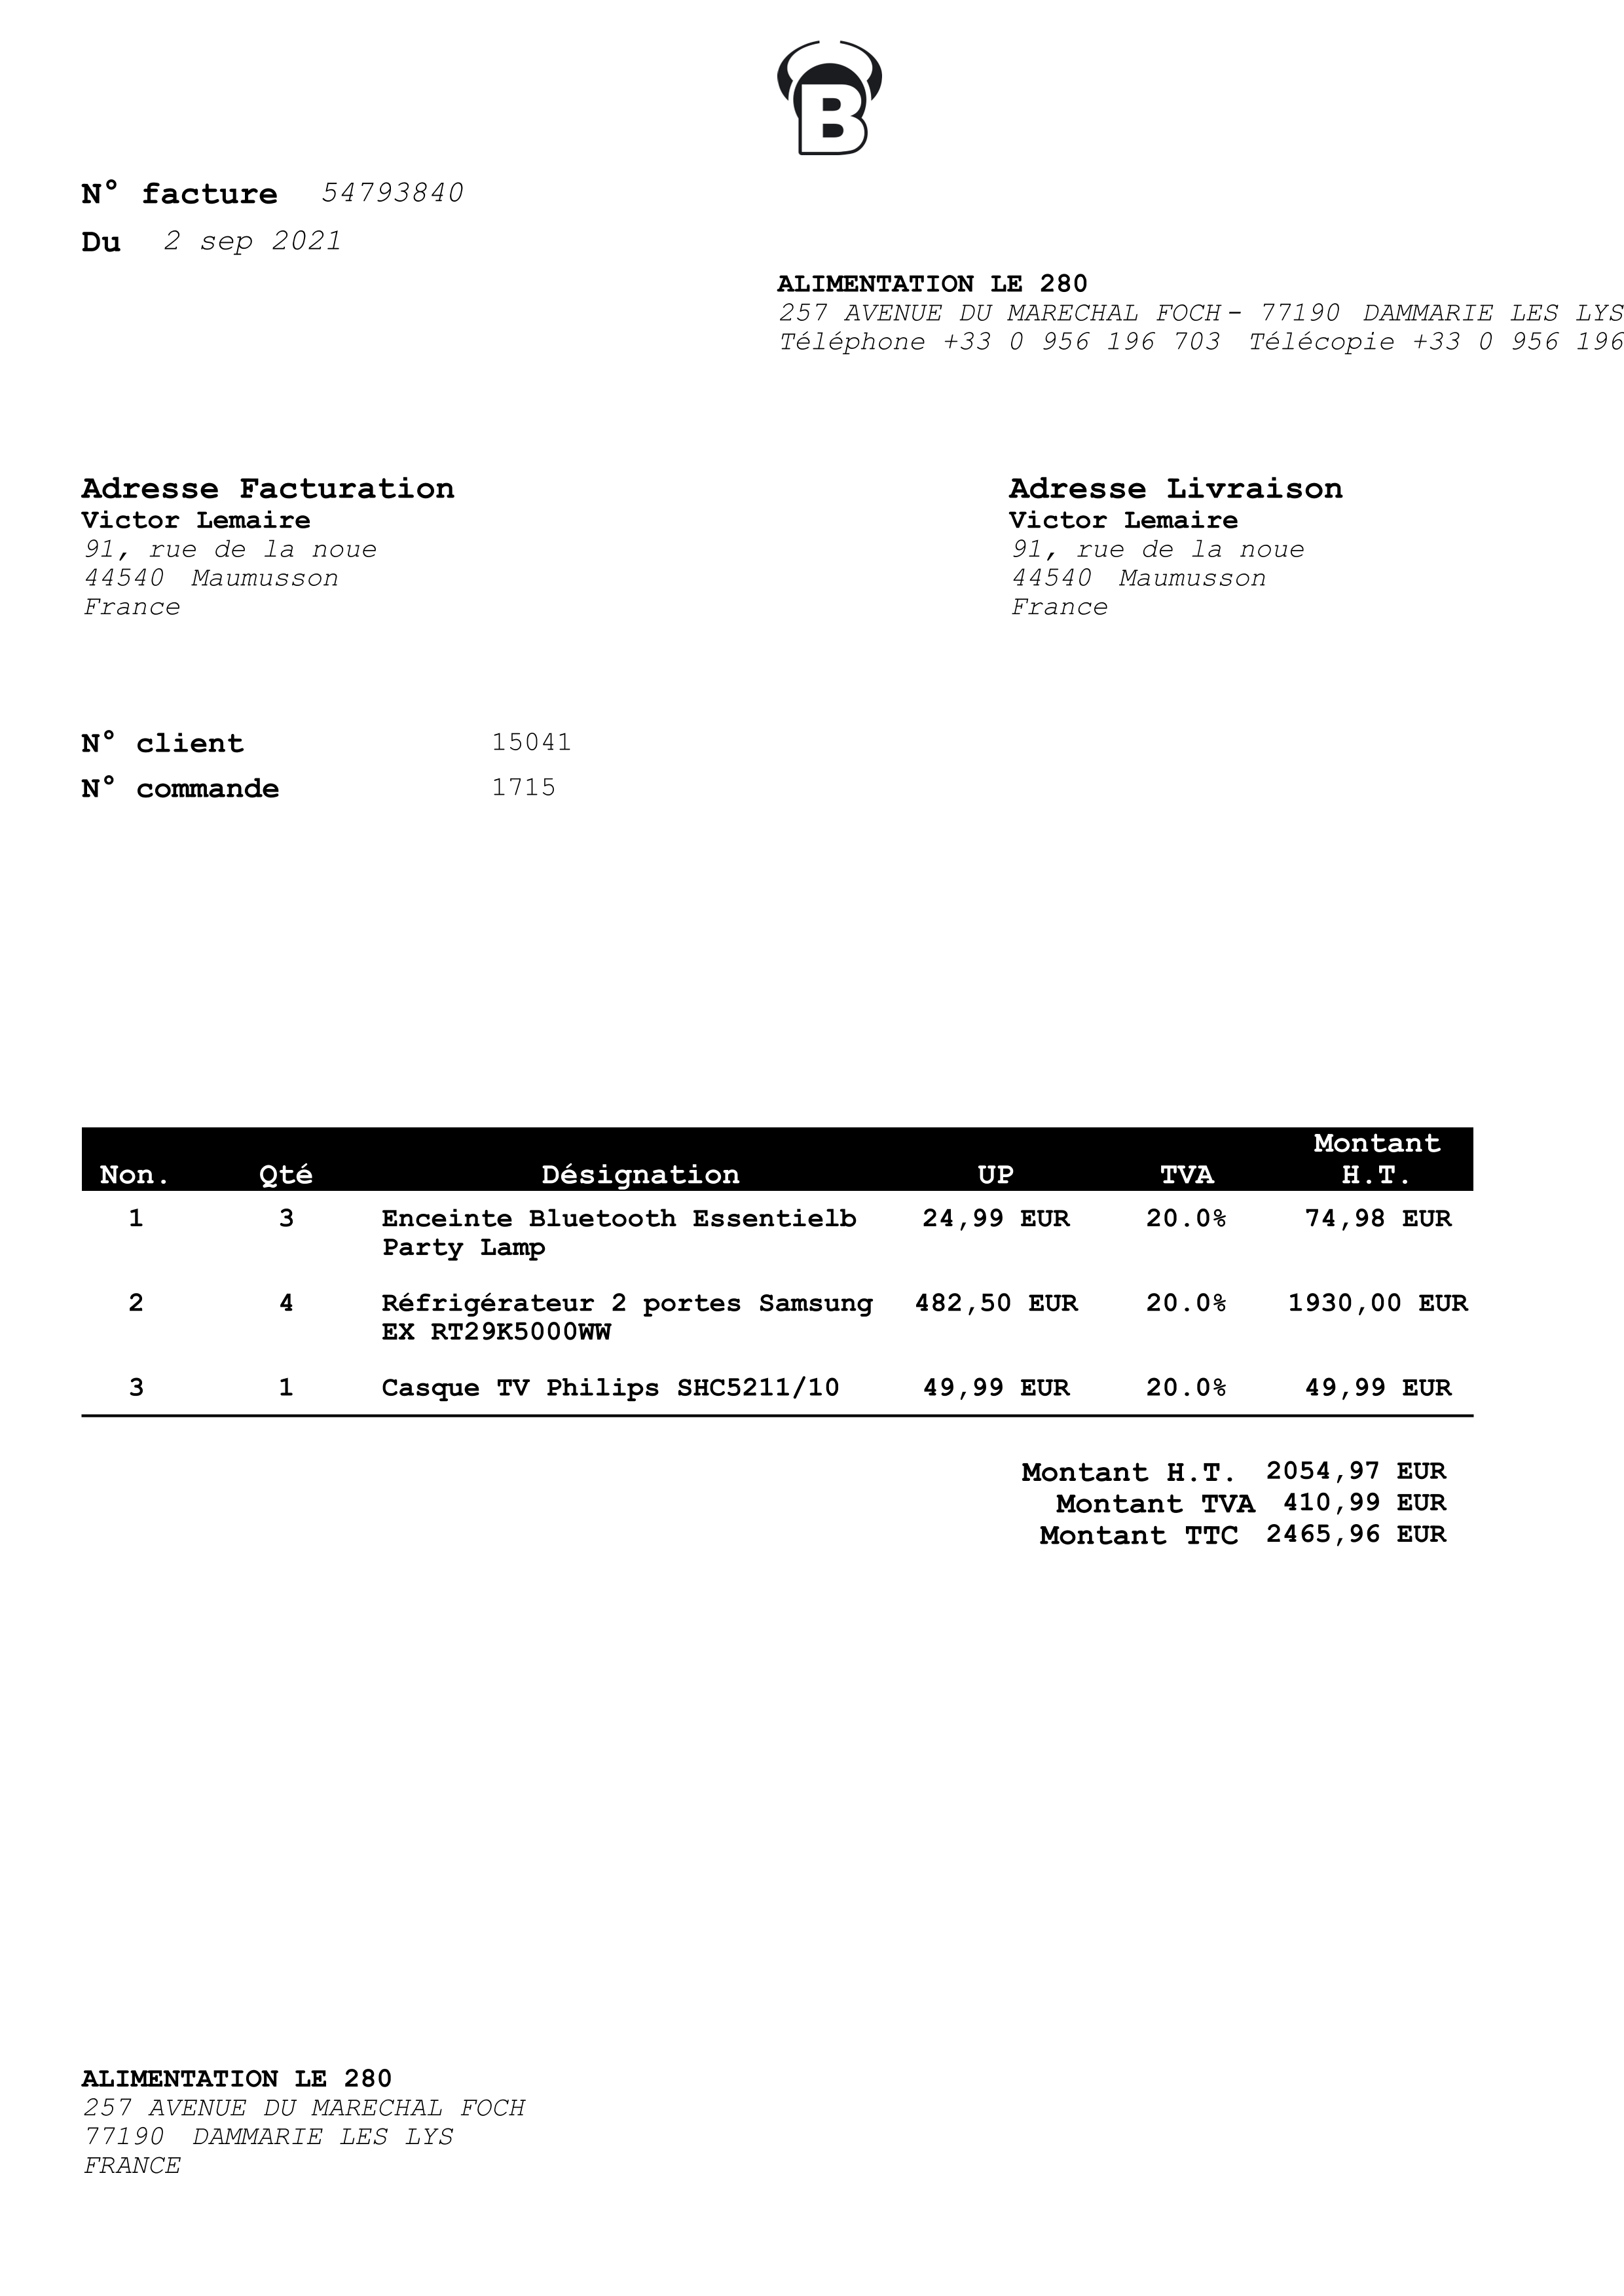 B
N° facture 54793840
Du 2 sep 2021
ALIMENTATION LE 280
257 AVENUE DU MARECHAL FOCH - 77190 DAMMARIE LES LYS
Téléphone +33 0 956 196 703 Télécopie +33 0 956 196
Adresse Facturation
Victor Lemaire
91, rue de la noue
44540 Maumusson
France
Adresse Livraison
Victor Lemaire
91, rue de la noue
44540 Maumusson
France
N° client 15041
N° commande 1715
Non. Qté Désignation UP TVA Montant H.T.
1 3 Enceinte Bluetooth Essentielb 24,99 EUR 20.0% 74,98 EUR
Party Lamp
2 4 Réfrigérateur 2 portes Samsung 482,50 EUR 20.0% 1930,00 EUR
EX RT29K5000WW
3 1 Casque TV Philips SHC5211/10 49,99 EUR 20.0% 49,99 EUR
Montant H.T. 2054,97 EUR
Montant TVA 410,99 EUR
Montant TTC 2465,96 EUR
ALIMENTATION LE 280
257 AVENUE DU MARECHAL FOCH
77190 DAMMARIE LES LYS
FRANCE